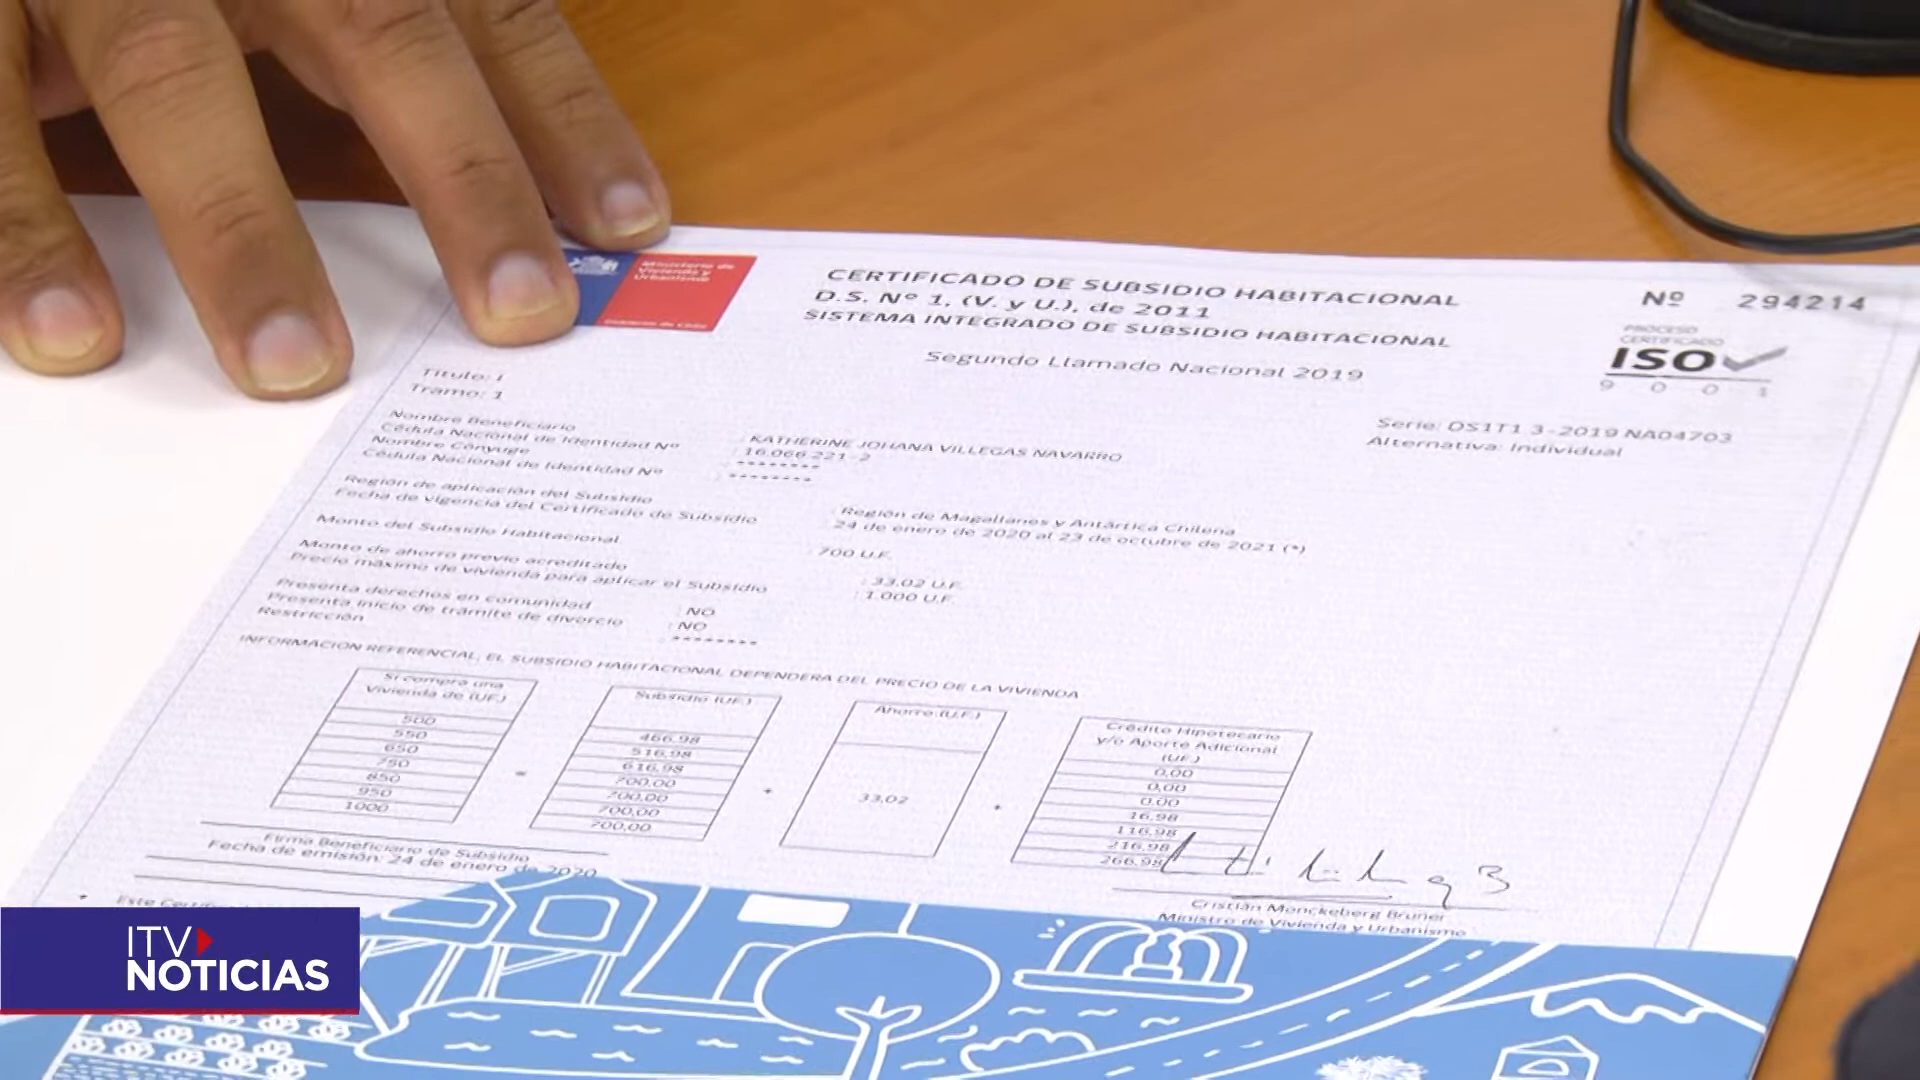 Ministerio de
Vivienda y
Urbanismo
Gobierno de Chile
CERTIFICADO DE SUBSIDIO HABITACIONAL
D.S. Nº 1, (V. y U.), de 2011
SISTEMA INTEGRADO DE SUBSIDIO HABITACIONAL
Segundo Llamado Nacional 2019
Nº 294214
PROCESO
CERTIFICADO
ISO
9 0 0 1
Título: I
Tramo: 1
Serie: DS1T1 3-2019 NA04703
Alternativa: Individual
Nombre Beneficiario : KATHERINE JOHANA VILLEGAS NAVARRO
Cédula Nacional de Identidad Nº : 16.066.221-2
Nombre Cónyuge : ********
Cédula Nacional de Identidad Nº : ********
Región de aplicación del Subsidio : Región de Magallanes y Antártica Chilena
Fecha de vigencia del Certificado de Subsidio : 24 de enero de 2020 al 23 de octubre de 2021 (*)
Monto del Subsidio Habitacional : 700 U.F.
Monto de ahorro previo acreditado : 33.02 U.F.
Precio máximo de vivienda para aplicar el Subsidio : 1.000 U.F.
Presenta derechos en comunidad : NO
Presenta inicio de trámite de divorcio : NO
Restricción : ********
INFORMACION REFERENCIAL, EL SUBSIDIO HABITACIONAL DEPENDERA DEL PRECIO DE LA VIVIENDA
Si compra una
Vivienda de (UF.)
500
550
650
750
850
950
1000
=
Subsidio (UF.)
466.98
516.98
616.98
700.00
700.00
700.00
700.00
+
Ahorro (U.F.)
33.02
+
Crédito Hipotecario
y/o Aporte Adicional
(UF.)
0.00
0.00
0.00
16.98
116.98
216.98
266.98
Firma Beneficiario de Subsidio
Fecha de emisión: 24 de enero de 2020
Cristián Monckeberg Bruner
Ministro de Vivienda y Urbanismo
* Este
ITV
NOTICIAS